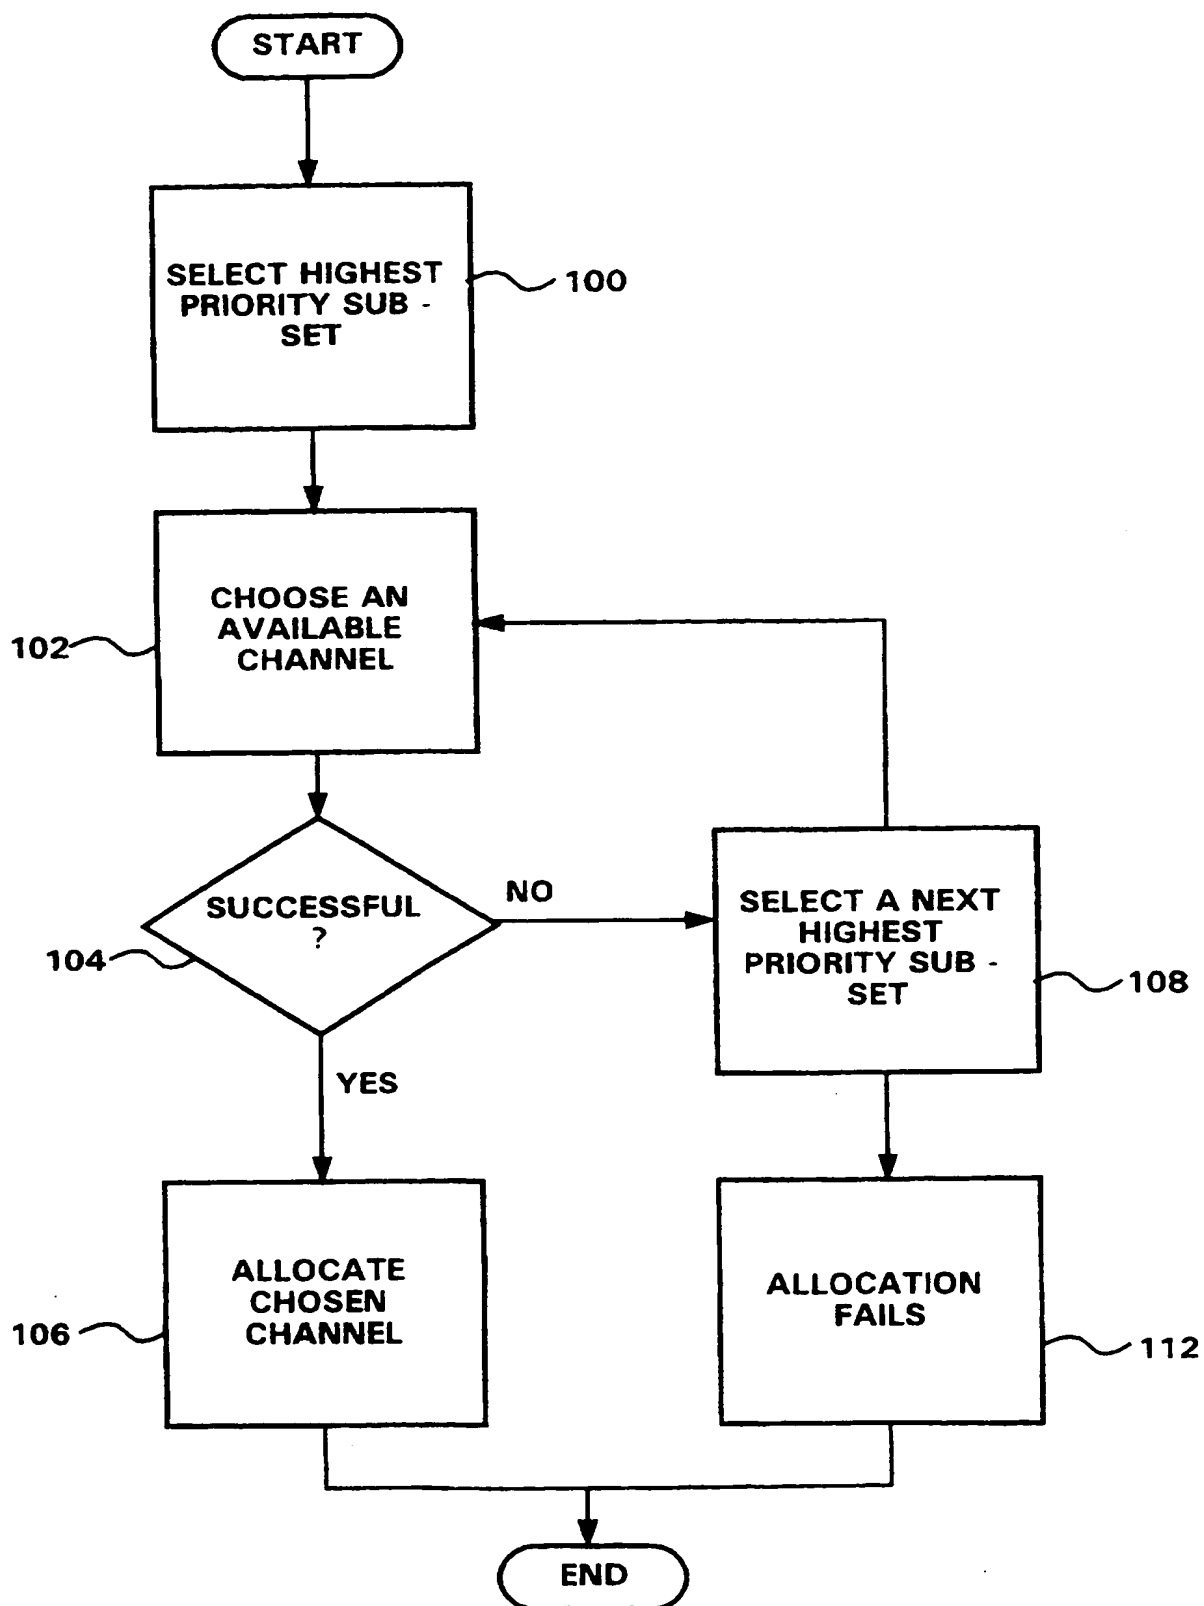 START
SELECT HIGHEST
PRIORITY SUB -
SET
100
CHOOSE AN
AVAILABLE
CHANNEL
102
SUCCESSFUL
?
104
NO
YES
SELECT A NEXT
HIGHEST
PRIORITY SUB -
SET
108
ALLOCATE
CHOSEN
CHANNEL
106
ALLOCATION
FAILS
112
END